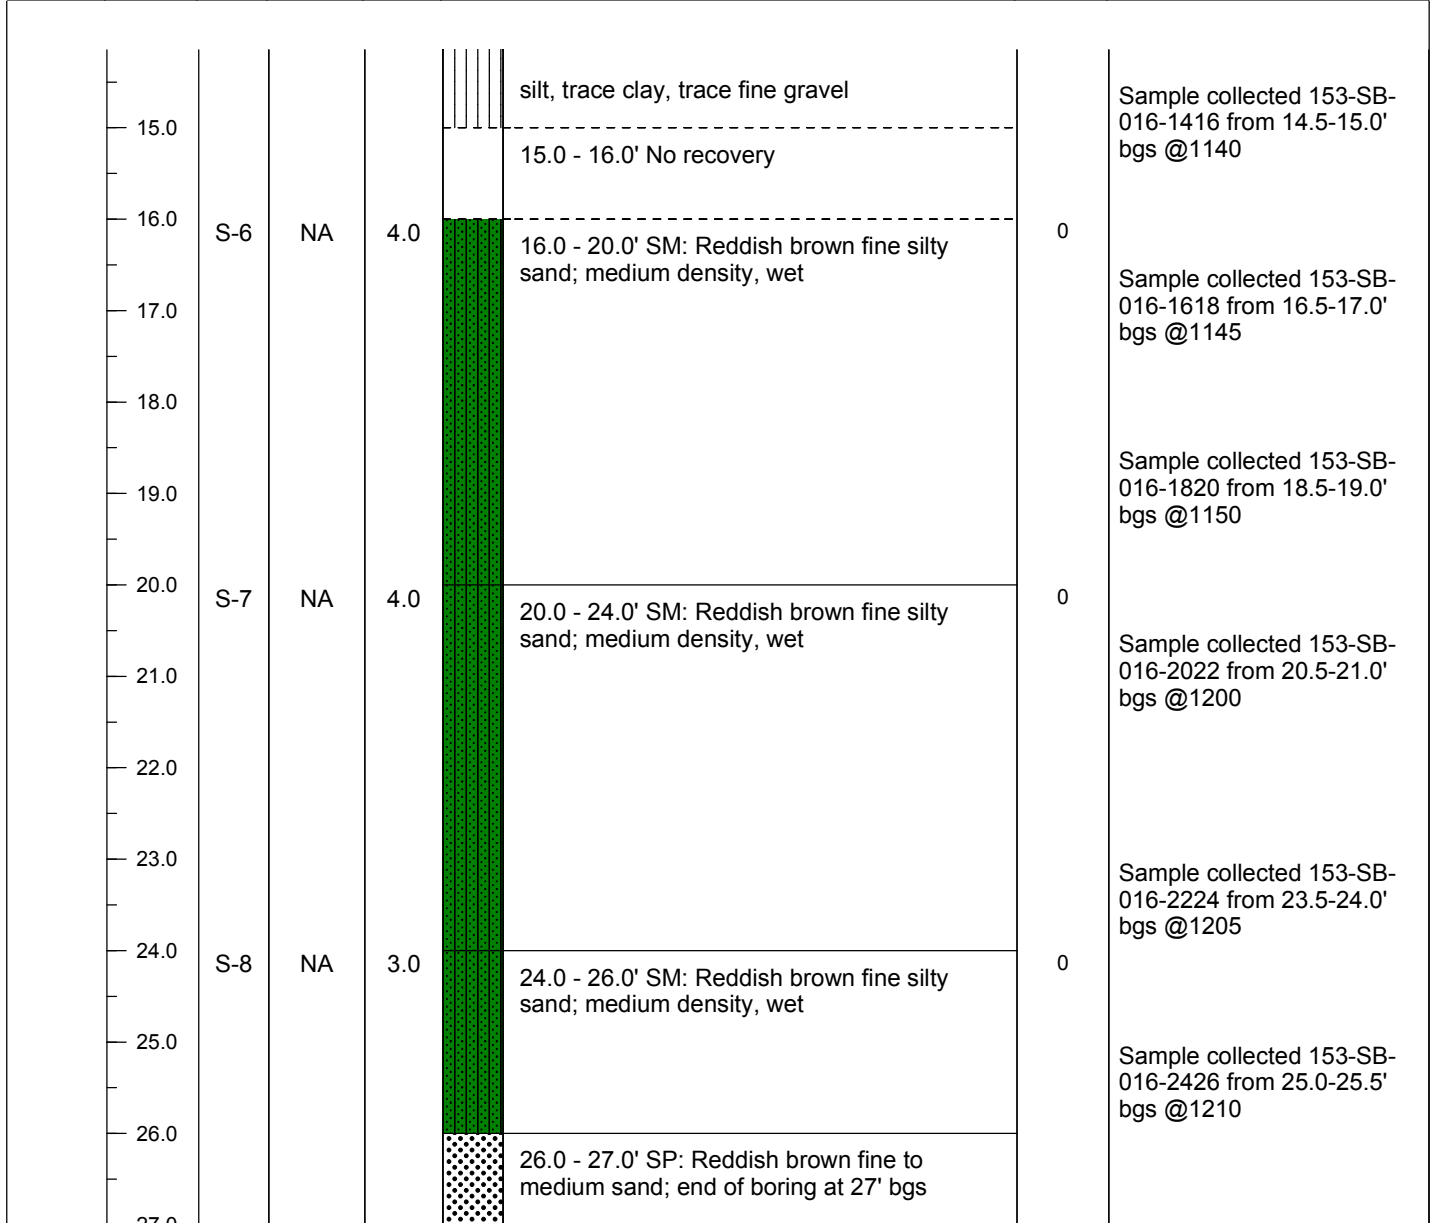 silt, trace clay, trace fine gravel
Sample collected 153-SB-
016-1416 from 14.5-15.0'
bgs @1140
15.0
15.0 - 16.0' No recovery
16.0
S-6 NA 4.0
16.0 - 20.0' SM: Reddish brown fine silty
sand; medium density, wet
0
Sample collected 153-SB-
016-1618 from 16.5-17.0'
bgs @1145
17.0
18.0
Sample collected 153-SB-
016-1820 from 18.5-19.0'
bgs @1150
19.0
20.0
S-7 NA 4.0
20.0 - 24.0' SM: Reddish brown fine silty
sand; medium density, wet
0
Sample collected 153-SB-
016-2022 from 20.5-21.0'
bgs @1200
21.0
22.0
23.0
Sample collected 153-SB-
016-2224 from 23.5-24.0'
bgs @1205
24.0
S-8 NA 3.0
24.0 - 26.0' SM: Reddish brown fine silty
sand; medium density, wet
0
25.0
Sample collected 153-SB-
016-2426 from 25.0-25.5'
bgs @1210
26.0
26.0 - 27.0' SP: Reddish brown fine to
medium sand; end of boring at 27' bgs
27.0